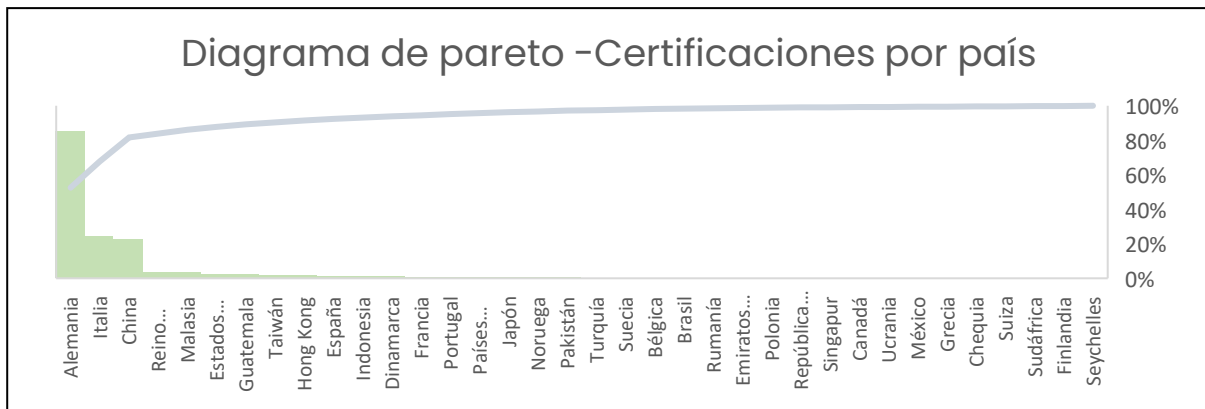 Diagrama de pareto -Certificaciones por país
100%
80%
60%
40%
20%
0%
Alemania
Italia
China
Reino...
Malasia
Estados...
Guatemala
Taiwán
Hong Kong
España
Indonesia
Dinamarca
Francia
Portugal
Países...
Japón
Noruega
Pakistán
Turquía
Suecia
Bélgica
Brasil
Rumanía
Emiratos...
Polonia
República...
Singapur
Canadá
Ucrania
México
Grecia
Chequia
Suiza
Sudáfrica
Finlandia
Seychelles